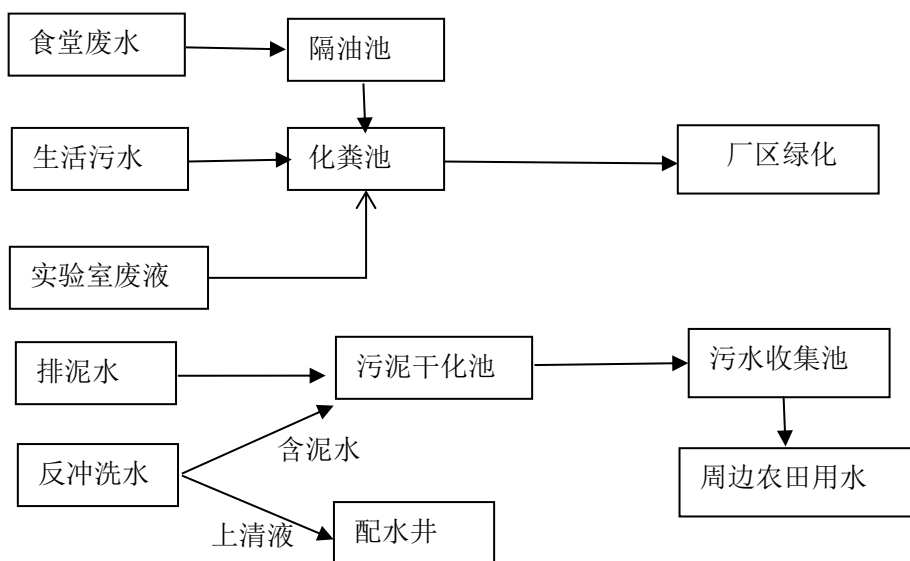 食堂废水
隔油池
生活污水
化粪池
厂区绿化
实验室废液
排泥水
污泥干化池
污水收集池
反冲洗水
含泥水
周边农田用水
上清液
配水井